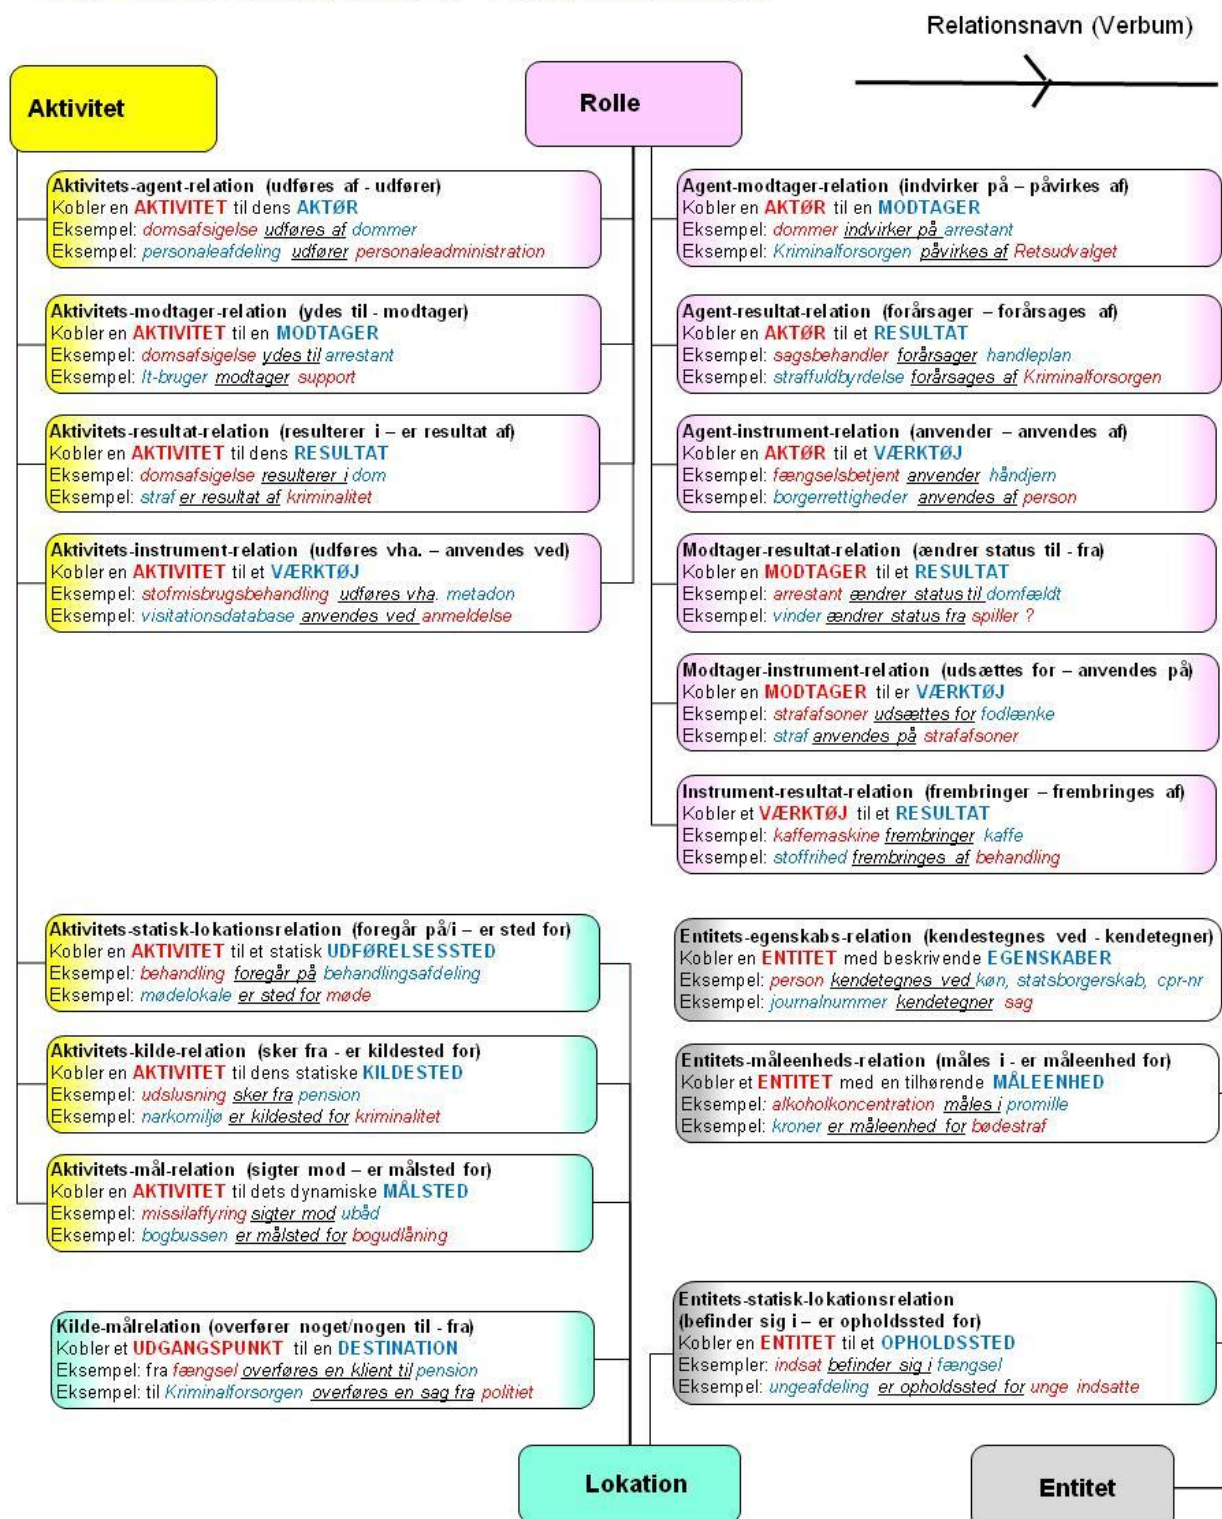 Relationsnavn (Verbum)
Aktivitet
Rolle
Aktivitets-agent-relation (udføres af - udfører)
Kobler en AKTIVITET til dens AKTØR
Eksempel: domsafsigelse udføres af dommer
Eksempel: personaleafdeling udfører personaleadministration
Aktivitets-modtager-relation (ydes til - modtager)
Kobler en AKTIVITET til en MODTAGER
Eksempel: domsafsigelse ydes til arrestant
Eksempel: It-bruger modtager support
Aktivitets-resultat-relation (resulterer i – er resultat af)
Kobler en AKTIVITET til dens RESULTAT
Eksempel: domsafsigelse resulterer i dom
Eksempel: straf er resultat af kriminalitet
Aktivitets-instrument-relation (udføres vha. – anvendes ved)
Kobler en AKTIVITET til et VÆRKTØJ
Eksempel: stofmisbrugsbehandling udføres vha. metadon
Eksempel: visitationsdatabase anvendes ved anmeldelse
Agent-modtager-relation (indvirker på – påvirkes af)
Kobler en AKTØR til en MODTAGER
Eksempel: dommer indvirker på arrestant
Eksempel: Kriminalforsorgen påvirkes af Retsudvalget
Agent-resultat-relation (forårsager – forårsages af)
Kobler en AKTØR til et RESULTAT
Eksempel: sagsbehandler forårsager handleplan
Eksempel: straffuldbyrdelse forårsages af Kriminalforsorgen
Agent-instrument-relation (anvender – anvendes af)
Kobler en AKTØR til et VÆRKTØJ
Eksempel: fængselsbetjent anvender håndjern
Eksempel: borgerrettigheder anvendes af person
Modtager-resultat-relation (ændrer status til - fra)
Kobler en MODTAGER til et RESULTAT
Eksempel: arrestant ændrer status til domfældt
Eksempel: vinder ændrer status fra spiller ?
Modtager-instrument-relation (udsættes for – anvendes på)
Kobler en MODTAGER til er VÆRKTØJ
Eksempel: strafafsoner udsættes for fodlænke
Eksempel: straf anvendes på strafafsoner
Instrument-resultat-relation (frembringer – frembringes af)
Kobler et VÆRKTØJ til et RESULTAT
Eksempel: kaffemaskine frembringer kaffe
Eksempel: stoffrihed frembringes af behandling
Aktivitets-statisk-lokationsrelation (foregår på/i – er sted for)
Kobler en AKTIVITET til et statisk UDFØRELSESSTED
Eksempel: behandling foregår på behandlingsafdeling
Eksempel: mødelokale er sted for møde
Aktivitets-kilde-relation (sker fra - er kildested for)
Kobler en AKTIVITET til dens statiske KILDESTED
Eksempel: udslusning sker fra pension
Eksempel: narkomiljø er kildested for kriminalitet
Aktivitets-mål-relation (sigter mod – er målsted for)
Kobler en AKTIVITET til dets dynamiske MÅLSTED
Eksempel: missilaffyring sigter mod ubåd
Eksempel: bogbussen er målsted for bogudlåning
Kilde-målrelation (overfører noget/nogen til - fra)
Kobler et UDGANGSPUNKT til en DESTINATION
Eksempel: fra fængsel overføres en klient til pension
Eksempel: til Kriminalforsorgen overføres en sag fra politiet
Entitets-egenskabs-relation (kendestegnes ved - kendetegner)
Kobler en ENTITET med beskrivende EGENSKABER
Eksempel: person kendetegnes ved køn, statsborgerskab, cpr-nr
Eksempel: journalnummer kendetegner sag
Entitets-måleenheds-relation (måles i - er måleenhed for)
Kobler et ENTITET med en tilhørende MÅLEENHED
Eksempel: alkoholkoncentration måles i promille
Eksempel: kroner er måleenhed for bødestraf
Entitets-statisk-lokationsrelation
(befinder sig i – er opholdssted for)
Kobler en ENTITET til et OPHOLDSSTED
Eksempler: indsat befinder sig i fængsel
Eksempel: ungeafdeling er opholdssted for unge indsatte
Lokation
Entitet